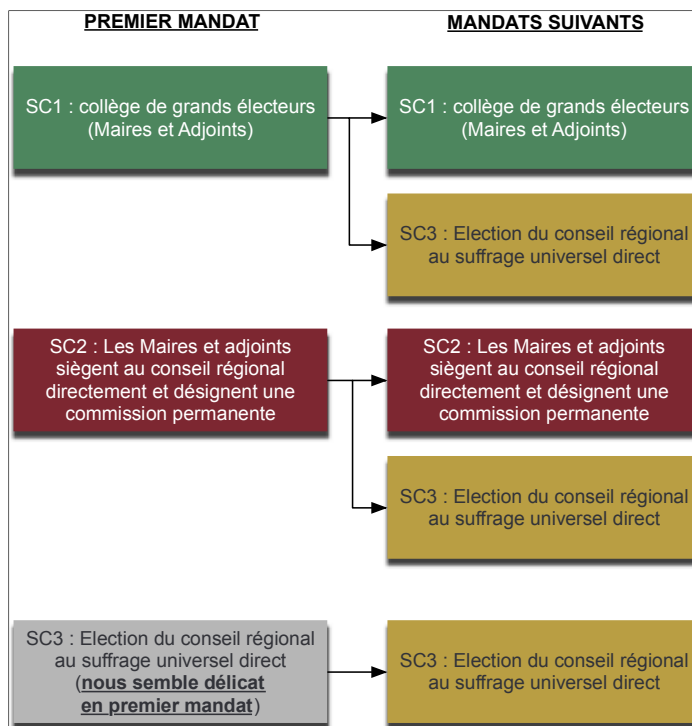 PREMIER MANDAT
MANDATS SUIVANTS
SC1 : collège de grands électeurs
(Maires et Adjoints)
SC1 : collège de grands électeurs
(Maires et Adjoints)
SC3 : Election du conseil régional
au suffrage universel direct
SC2 : Les Maires et adjoints
siègent au conseil régional
directement et désignent une
commission permanente
SC2 : Les Maires et adjoints
siègent au conseil régional
directement et désignent une
commission permanente
SC3 : Election du conseil régional
au suffrage universel direct
SC3 : Election du conseil régional
au suffrage universel direct
(nous semble délicat
en premier mandat)
SC3 : Election du conseil régional
au suffrage universel direct